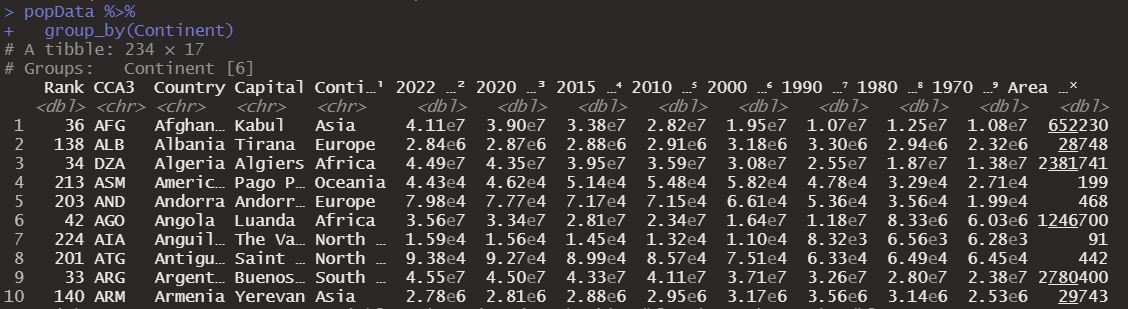 > popData %>%
+   group_by(Continent)
# A tibble: 234 × 17
# Groups:   Continent [6]
    Rank CCA3  Country Capital Conti…¹ 2022 …² 2020 …³ 2015 …⁴ 2010 …⁵ 2000 …⁶ 1990 …⁷ 1980 …⁸ 1970 …⁹ Area …ˣ
   <dbl> <chr> <chr>   <chr>   <chr>     <dbl>   <dbl>   <dbl>   <dbl>   <dbl>   <dbl>   <dbl>   <dbl>   <dbl>
 1    36 AFG   Afghan… Kabul   Asia     4.11e7  3.90e7  3.38e7  2.82e7  1.95e7  1.07e7  1.25e7  1.08e7  652230
 2   138 ALB   Albania Tirana  Europe   2.84e6  2.87e6  2.88e6  2.91e6  3.18e6  3.30e6  2.94e6  2.32e6   28748
 3    34 DZA   Algeria Algiers Africa   4.49e7  4.35e7  3.95e7  3.59e7  3.08e7  2.55e7  1.87e7  1.38e7 2381741
 4   213 ASM   Americ… Pago P… Oceania  4.43e4  4.62e4  5.14e4  5.48e4  5.82e4  4.78e4  3.29e4  2.71e4     199
 5   203 AND   Andorra Andorr… Europe   7.98e4  7.77e4  7.17e4  7.15e4  6.61e4  5.36e4  3.56e4  1.99e4     468
 6    42 AGO   Angola  Luanda  Africa   3.56e7  3.34e7  2.81e7  2.34e7  1.64e7  1.18e7  8.33e6  6.03e6 1246700
 7   224 AIA   Anguil… The Va… North …  1.59e4  1.56e4  1.45e4  1.32e4  1.10e4  8.32e3  6.56e3  6.28e3      91
 8   201 ATG   Antigu… Saint … North …  9.38e4  9.27e4  8.99e4  8.57e4  7.51e4  6.33e4  6.49e4  6.45e4     442
 9    33 ARG   Argent… Buenos… South …  4.55e7  4.50e7  4.33e7  4.11e7  3.71e7  3.26e7  2.80e7  2.38e7 2780400
10   140 ARM   Armenia Yerevan Asia     2.78e6  2.81e6  2.88e6  2.95e6  3.17e6  3.56e6  3.14e6  2.53e6   29743